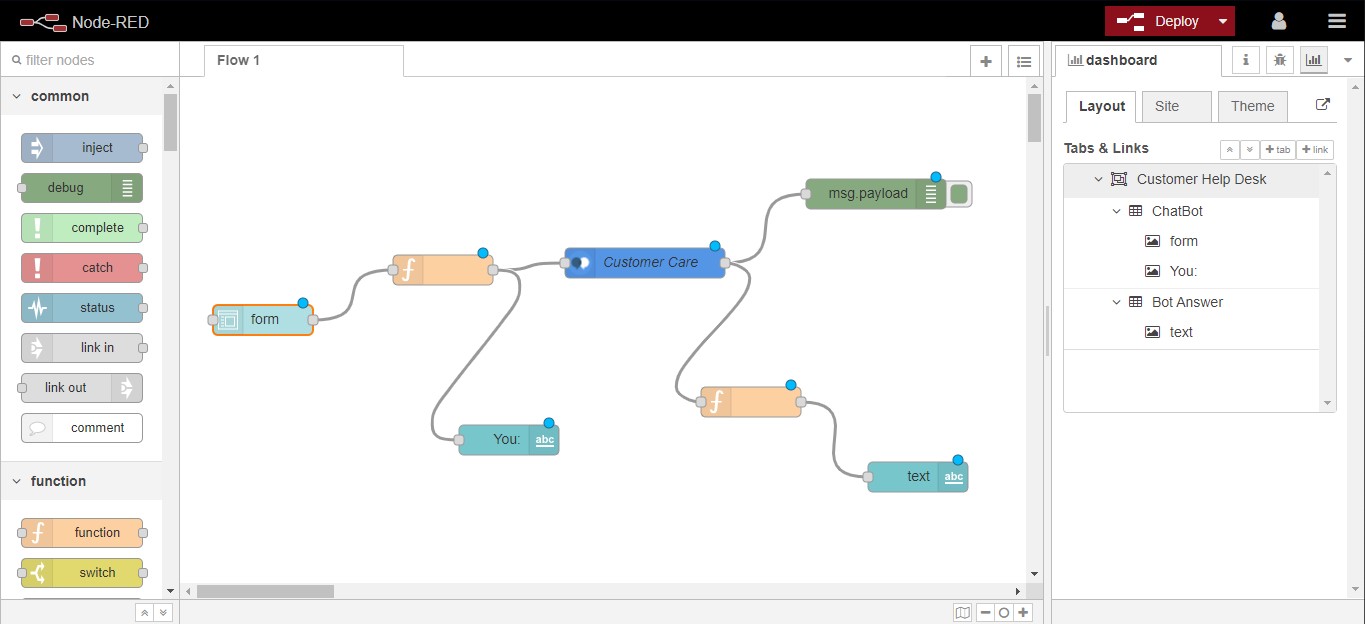 Node-RED
Deploy
filter nodes
common
inject
debug
complete
catch
status
link in
link out
comment
function
function
switch
Flow 1
form
Customer Care
msg.payload
You:
abc
text
abc
dashboard
i
Layout
Site
Theme
Tabs & Links
tab
link
Customer Help Desk
ChatBot
form
You:
Bot Answer
text